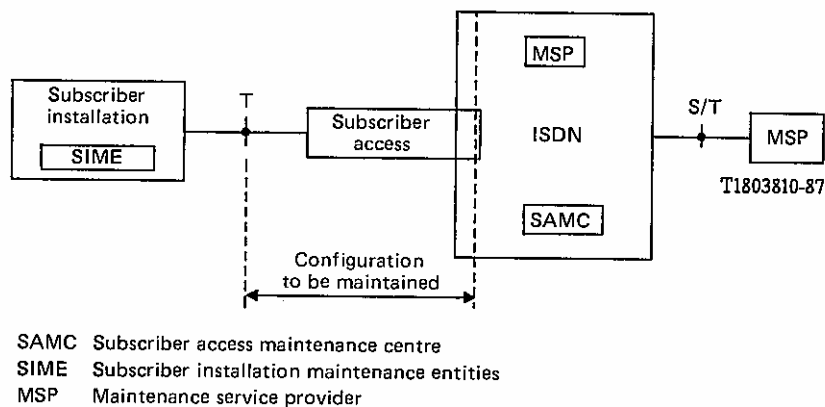 MSP
Subscriber
installation
T
S/T
Subscriber
access
ISDN
MSP
SIME
T1803810-87
SAMC
Configuration
to be maintained
SAMC Subscriber access maintenance centre
SIME Subscriber installation maintenance entities
MSP Maintenance service provider